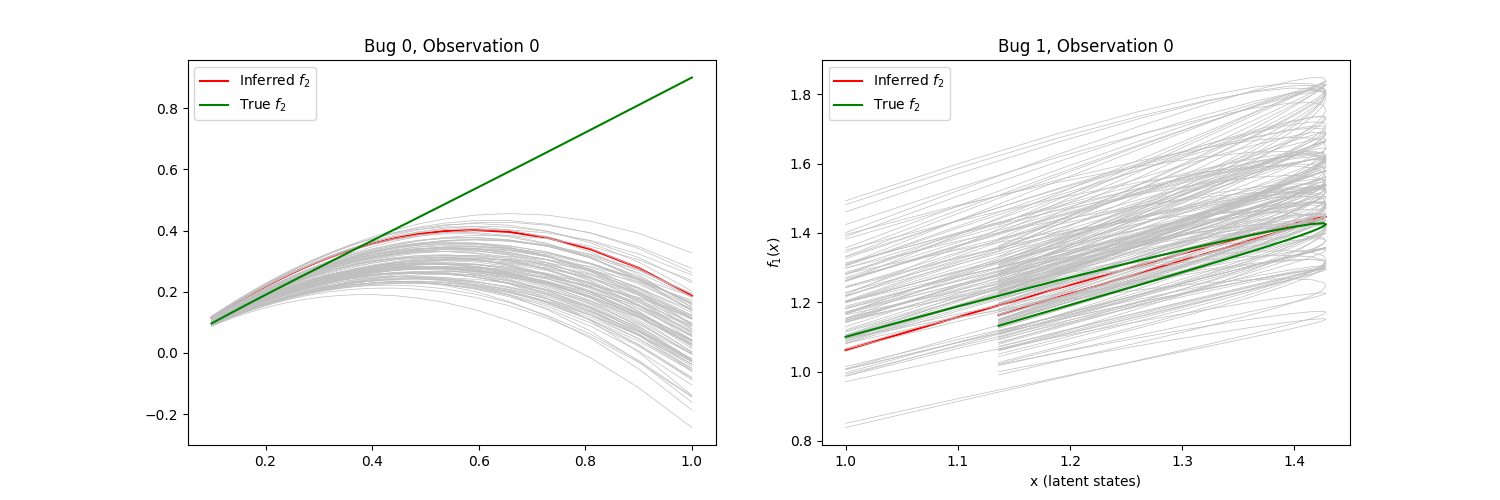 Bug 0, Observation 0
Inferred f₂
True f₂
0.8
0.6
0.4
0.2
0.0
−0.2
0.2 0.4 0.6 0.8 1.0
Bug 1, Observation 0
Inferred f₂
True f₂
f₁(x)
1.8
1.6
1.4
1.2
1.0
0.8
1.0 1.1 1.2 1.3 1.4
x (latent states)